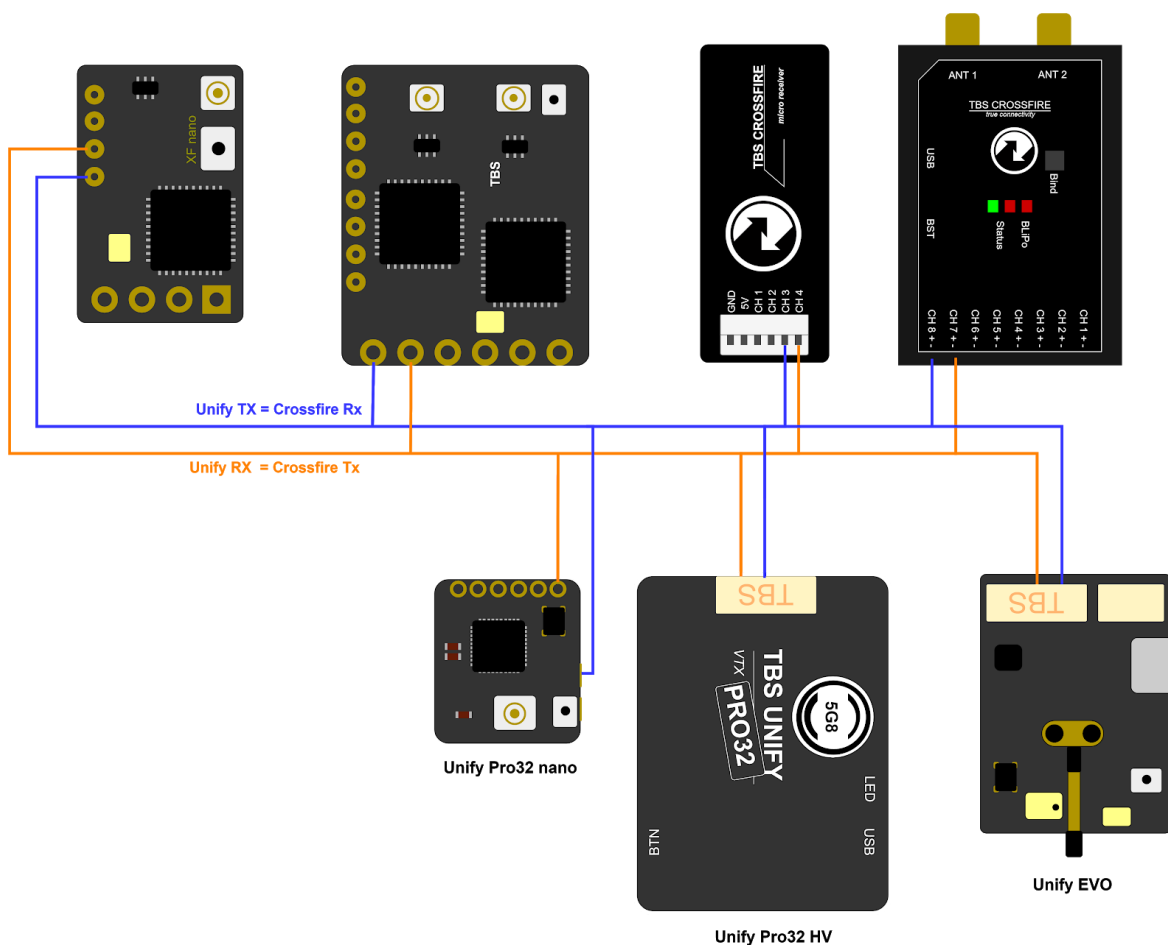 XF nano
TBS
TBS CROSSFIRE
micro receiver
GND
5V
CH 1
CH 2
CH 3
CH 4
ANT 1
ANT 2
TBS CROSSFIRE
true connectivity
USB
Bind
BST
Status
BLiPo
CH 8 + -
CH 7 + -
CH 6 + -
CH 5 + -
CH 4 + -
CH 3 + -
CH 2 + -
CH 1 + -
Unify TX = Crossfire Rx
Unify RX = Crossfire Tx
Unify Pro32 nano
TBS
TBS UNIFY
VTX
PRO32
5G8
LED
USB
BTN
Unify Pro32 HV
TBS
Unify EVO